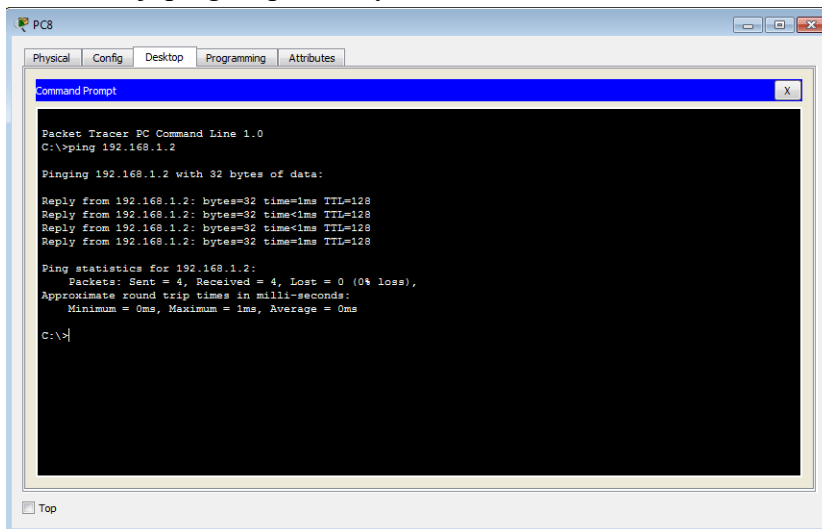 PC8
Physical Config Desktop Programming Attributes
Command Prompt
X
Packet Tracer PC Command Line 1.0
C:\>ping 192.168.1.2
Pinging 192.168.1.2 with 32 bytes of data:
Reply from 192.168.1.2: bytes=32 time=1ms TTL=128
Reply from 192.168.1.2: bytes=32 time<1ms TTL=128
Reply from 192.168.1.2: bytes=32 time<1ms TTL=128
Reply from 192.168.1.2: bytes=32 time=1ms TTL=128
Ping statistics for 192.168.1.2:
Packets: Sent = 4, Received = 4, Lost = 0 (0% loss),
Approximate round trip times in milli-seconds:
Minimum = 0ms, Maximum = 1ms, Average = 0ms
C:\>
Top